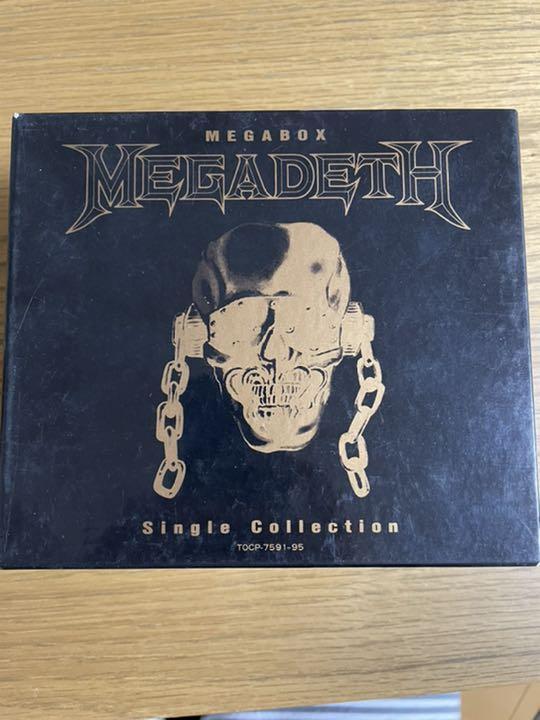 MEGABOX
MEGADETH
Single Collection
TOCP-7591-95